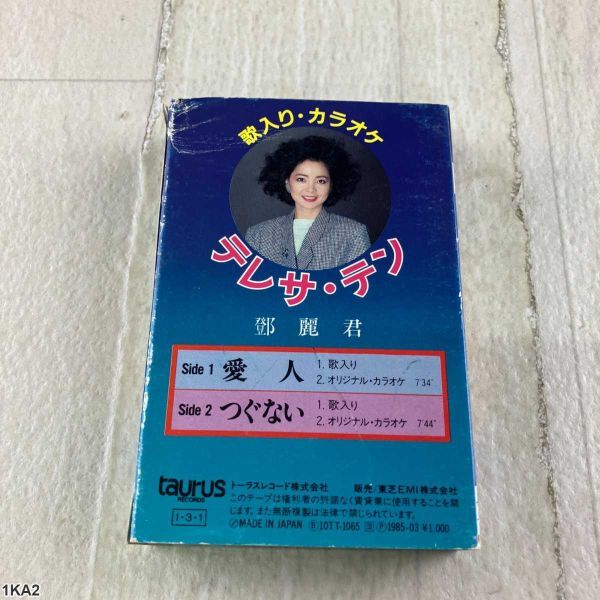 歌入り・カラオケ
テレサ・テン
鄧麗君
Side 1 愛人 1. 歌入り
2. オリジナル・カラオケ 7'34"
Side 2 つぐない 1. 歌入り
2. オリジナル・カラオケ 7'44"
taurus RECORDS トーラスレコード株式会社 販売/東芝EMI株式会社
このテープは権利者の許諾なく賃貸業に使用することを禁じ
ます。また無断複製は法律で禁じられています。
I-3-1 MADE IN JAPAN Ⓑ 10TT-1065 Ⓟ1985-03 ¥1,000
1KA2